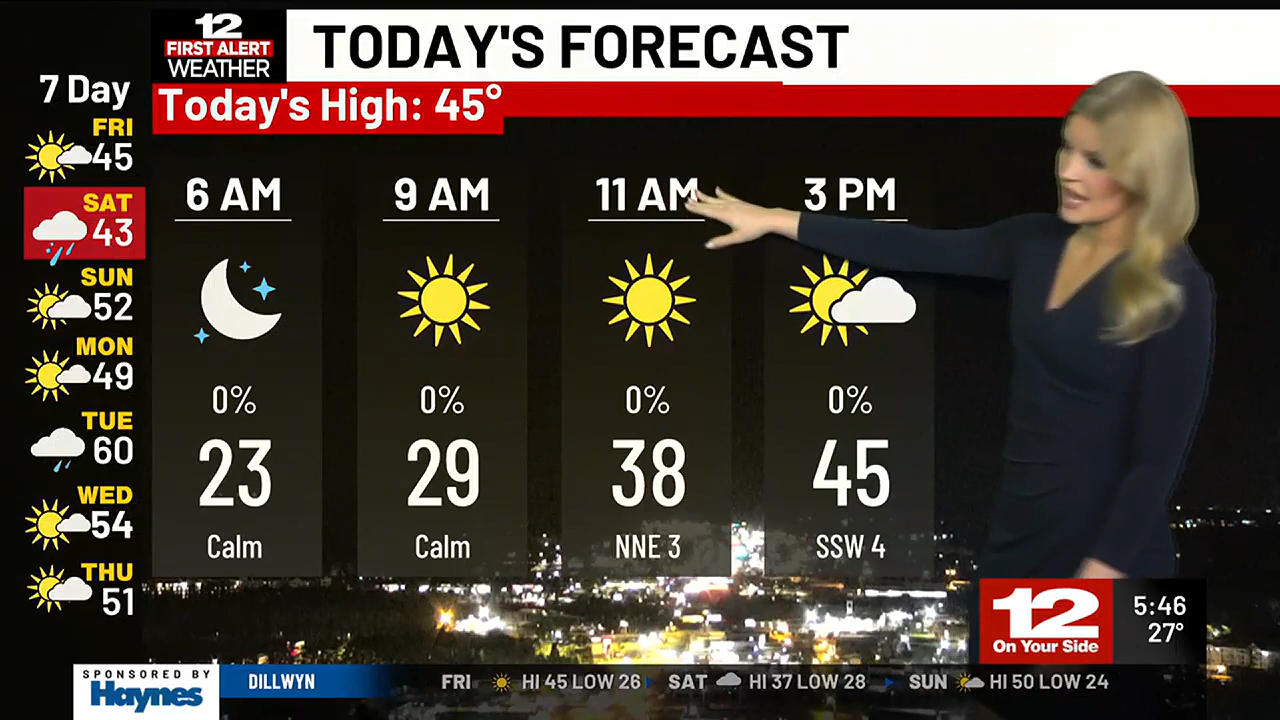 12
FIRST ALERT
WEATHER
TODAY'S FORECAST
Today's High: 45°
7 Day
FRI
45
SAT
43
SUN
52
MON
49
TUE
60
WED
54
THU
51
6 AM
0%
23
Calm
9 AM
0%
29
Calm
11 AM
0%
38
NNE 3
3 PM
0%
45
SSW 4
12
On Your Side
5:46
27°
SPONSORED BY
Haynes
DILLWYN
FRI HI 45 LOW 26 SAT HI 37 LOW 28 SUN HI 50 LOW 24